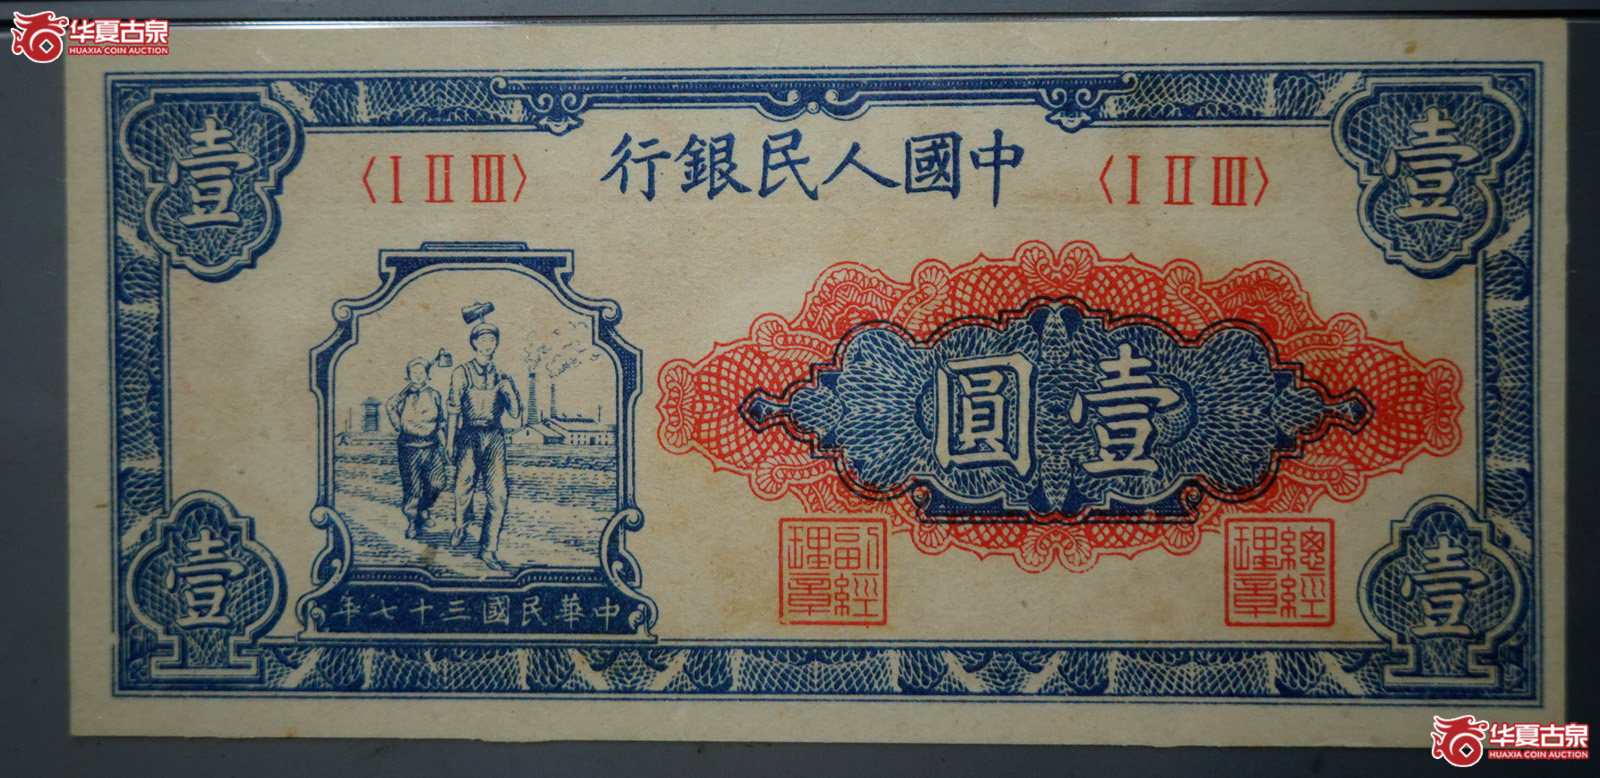 华夏古泉
HUAXIA COIN AUCTION
壹
壹
中國人民銀行
〈I II III〉
〈I II III〉
壹圓
中華民國三十七年
總經理章
副經理章
壹
壹
华夏古泉
HUAXIA COIN AUCTION